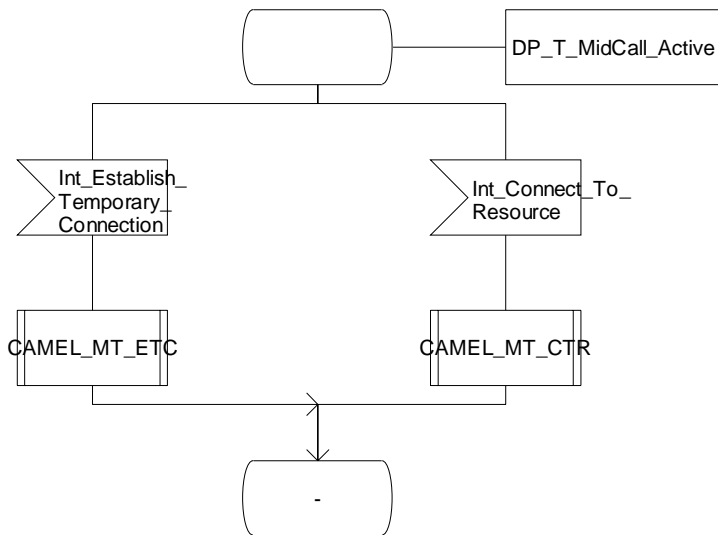 DP_T_MidCall_Active
Int_Establish_
Temporary_
Connection
Int_Connect_To_
Resource
CAMEL_MT_ETC
CAMEL_MT_CTR
-